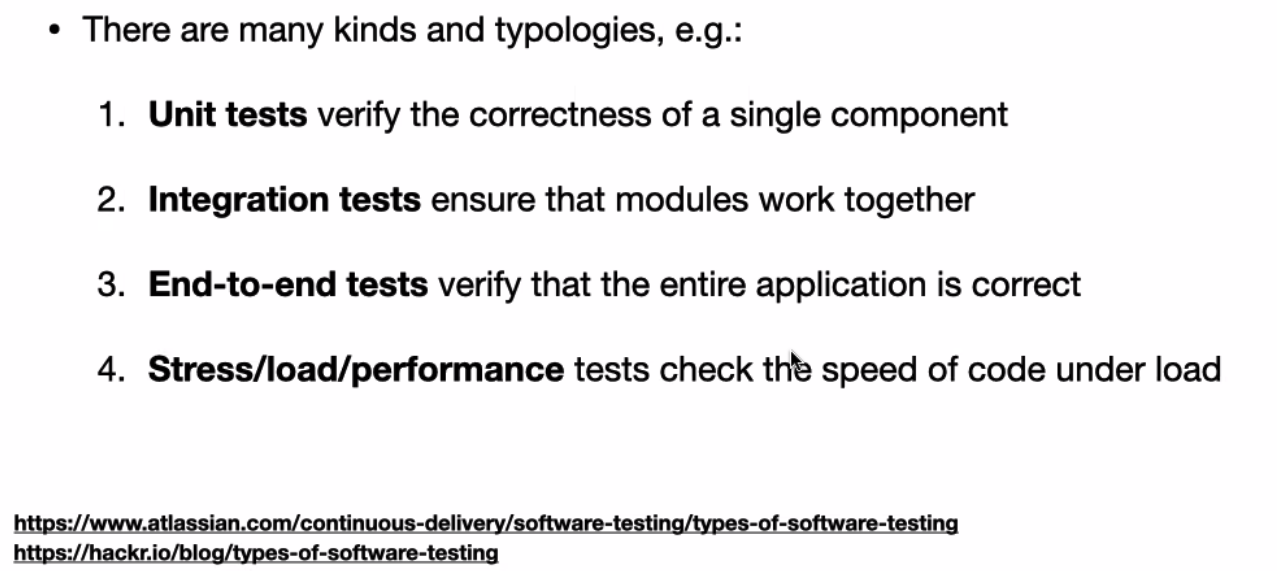 • There are many kinds and typologies, e.g.:
1. Unit tests verify the correctness of a single component
2. Integration tests ensure that modules work together
3. End-to-end tests verify that the entire application is correct
4. Stress/load/performance tests check the speed of code under load
https://www.atlassian.com/continuous-delivery/software-testing/types-of-software-testing
https://hackr.io/blog/types-of-software-testing